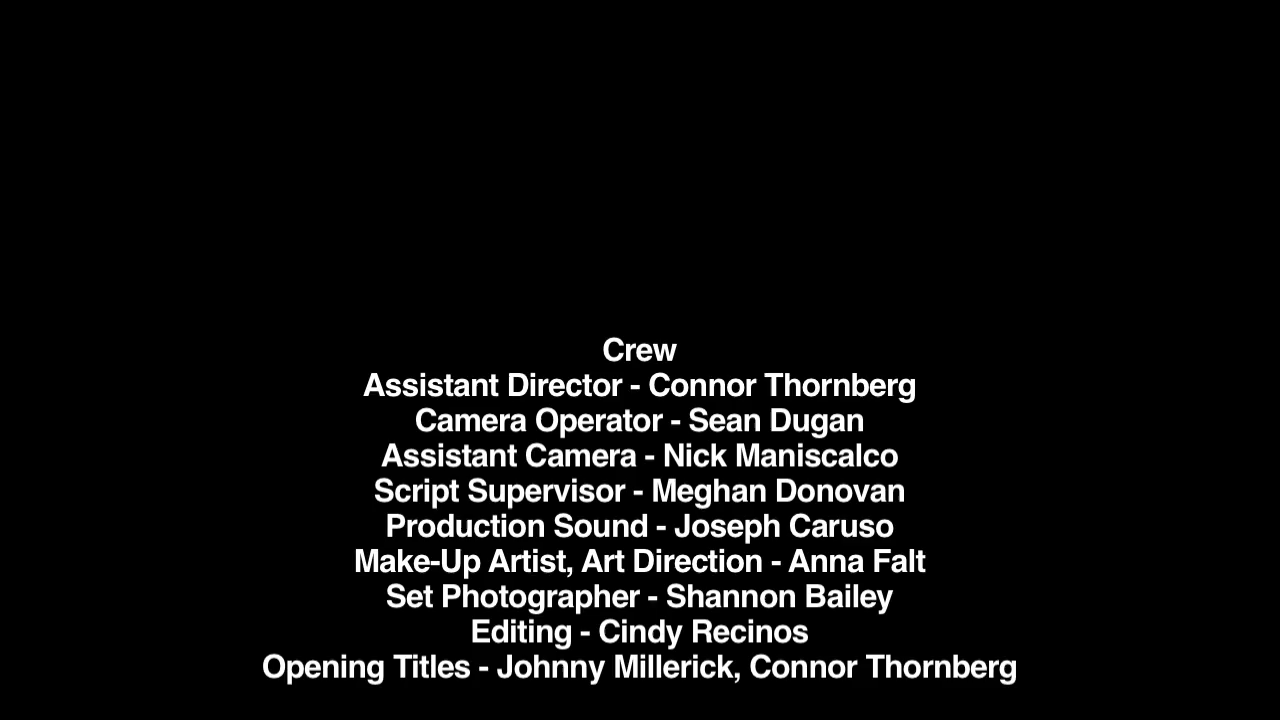 Crew
Assistant Director - Connor Thornberg
Camera Operator - Sean Dugan
Assistant Camera - Nick Maniscalco
Script Supervisor - Meghan Donovan
Production Sound - Joseph Caruso
Make-Up Artist, Art Direction - Anna Falt
Set Photographer - Shannon Bailey
Editing - Cindy Recinos
Opening Titles - Johnny Millerick, Connor Thornberg